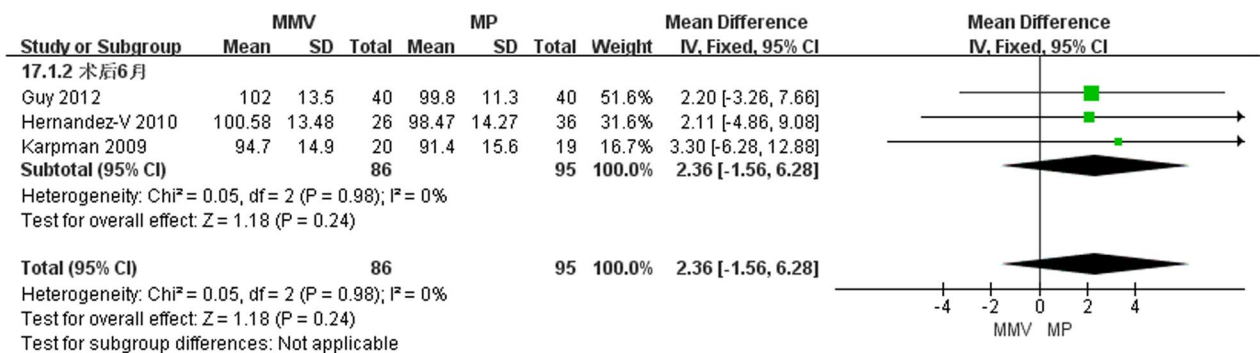 MMV MP Mean Difference Mean Difference
Study or Subgroup Mean SD Total Mean SD Total Weight IV, Fixed, 95% CI IV, Fixed, 95% CI
17.1.2 术后6月
Guy 2012 102 13.5 40 99.8 11.3 40 51.6% 2.20 [-3.26, 7.66]
Hernandez-V 2010 100.58 13.48 26 98.47 14.27 36 31.6% 2.11 [-4.86, 9.08]
Karpman 2009 94.7 14.9 20 91.4 15.6 19 16.7% 3.30 [-6.28, 12.88]
Subtotal (95% CI) 86 95 100.0% 2.36 [-1.56, 6.28]
Heterogeneity: Chi² = 0.05, df = 2 (P = 0.98); I² = 0%
Test for overall effect: Z = 1.18 (P = 0.24)
Total (95% CI) 86 95 100.0% 2.36 [-1.56, 6.28]
Heterogeneity: Chi² = 0.05, df = 2 (P = 0.98); I² = 0%
Test for overall effect: Z = 1.18 (P = 0.24)
Test for subgroup differences: Not applicable
-4 -2 0 2 4
MMV MP